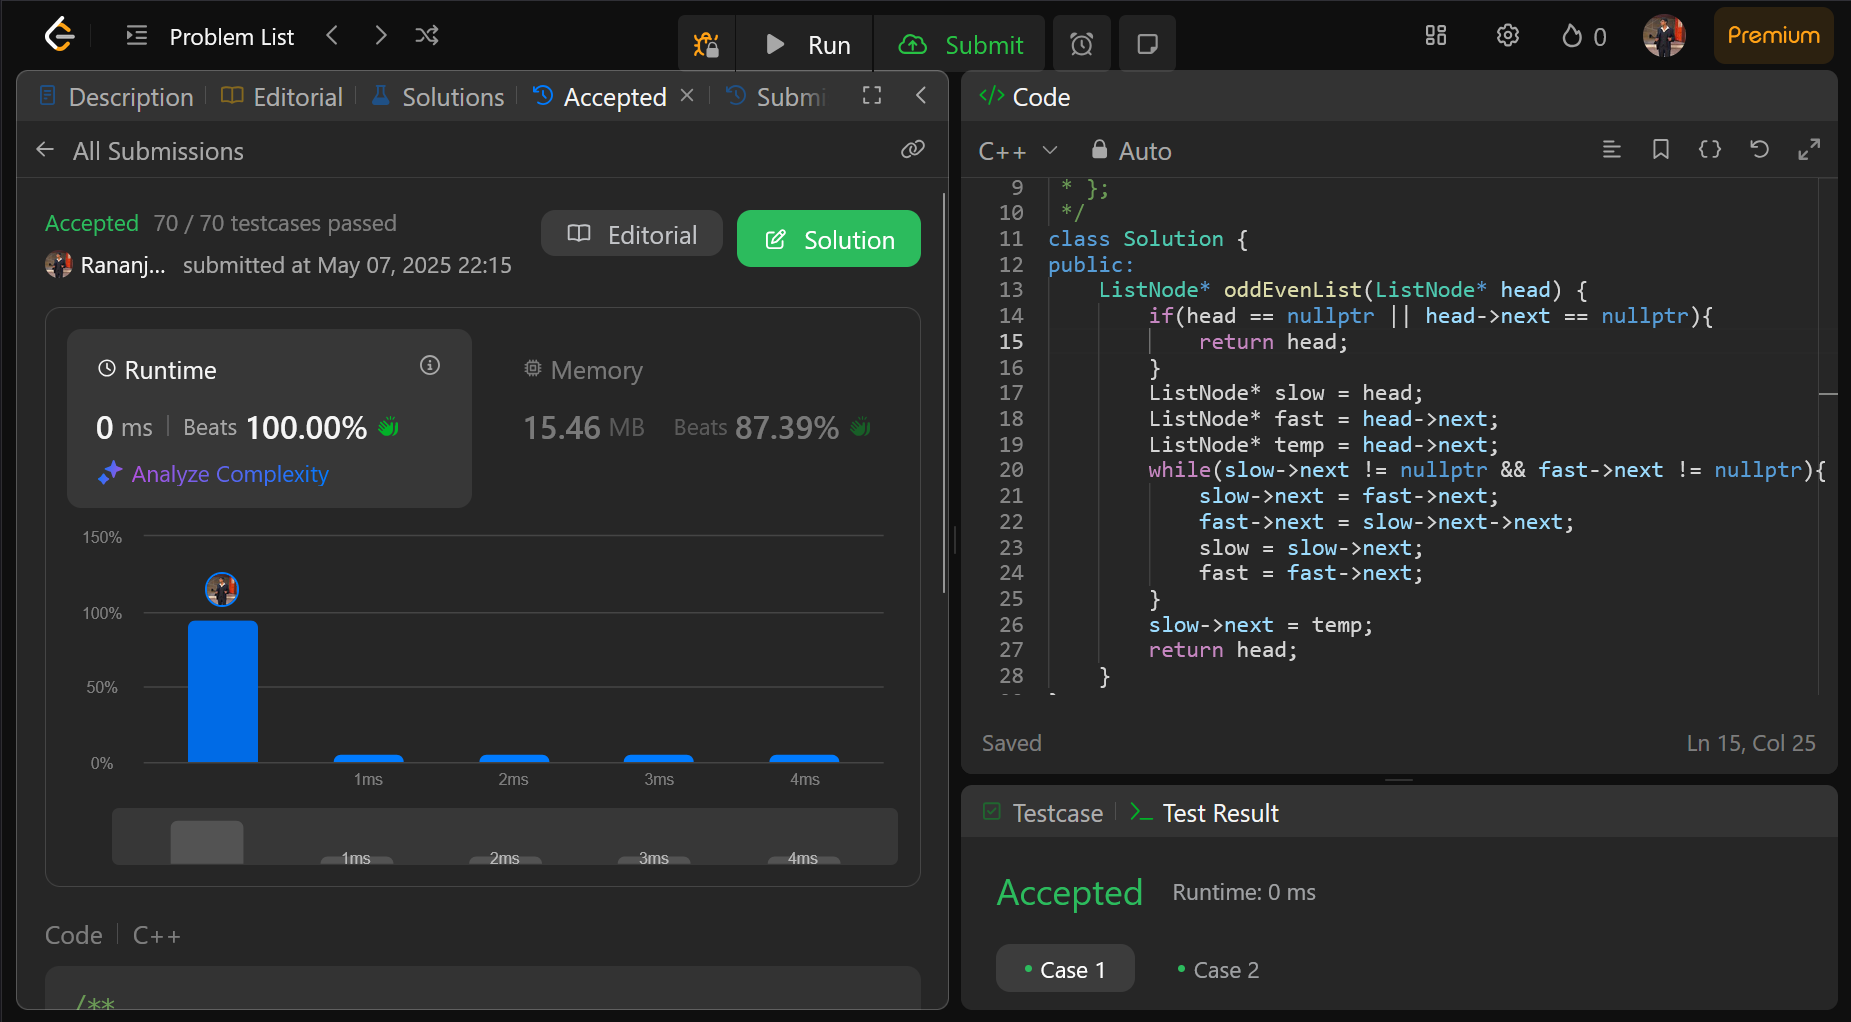 Problem List
Run
Submit
0
Premium
Description
Editorial
Solutions
Accepted
Submi
All Submissions
Accepted 70 / 70 testcases passed
Rananj... submitted at May 07, 2025 22:15
Editorial
Solution
Runtime
0 ms Beats 100.00%
Analyze Complexity
Memory
15.46 MB Beats 87.39%
150%
100%
50%
0%
1ms 2ms 3ms 4ms
1ms 2ms 3ms 4ms
Code C++
/**
</> Code
C++ Auto
9 * };
10 */
11 class Solution {
12 public:
13 ListNode* oddEvenList(ListNode* head) {
14 if(head == nullptr || head->next == nullptr){
15 return head;
16 }
17 ListNode* slow = head;
18 ListNode* fast = head->next;
19 ListNode* temp = head->next;
20 while(slow->next != nullptr && fast->next != nullptr){
21 slow->next = fast->next;
22 fast->next = slow->next->next;
23 slow = slow->next;
24 fast = fast->next;
25 }
26 slow->next = temp;
27 return head;
28 }
Saved
Ln 15, Col 25
Testcase
Test Result
Accepted Runtime: 0 ms
Case 1
Case 2